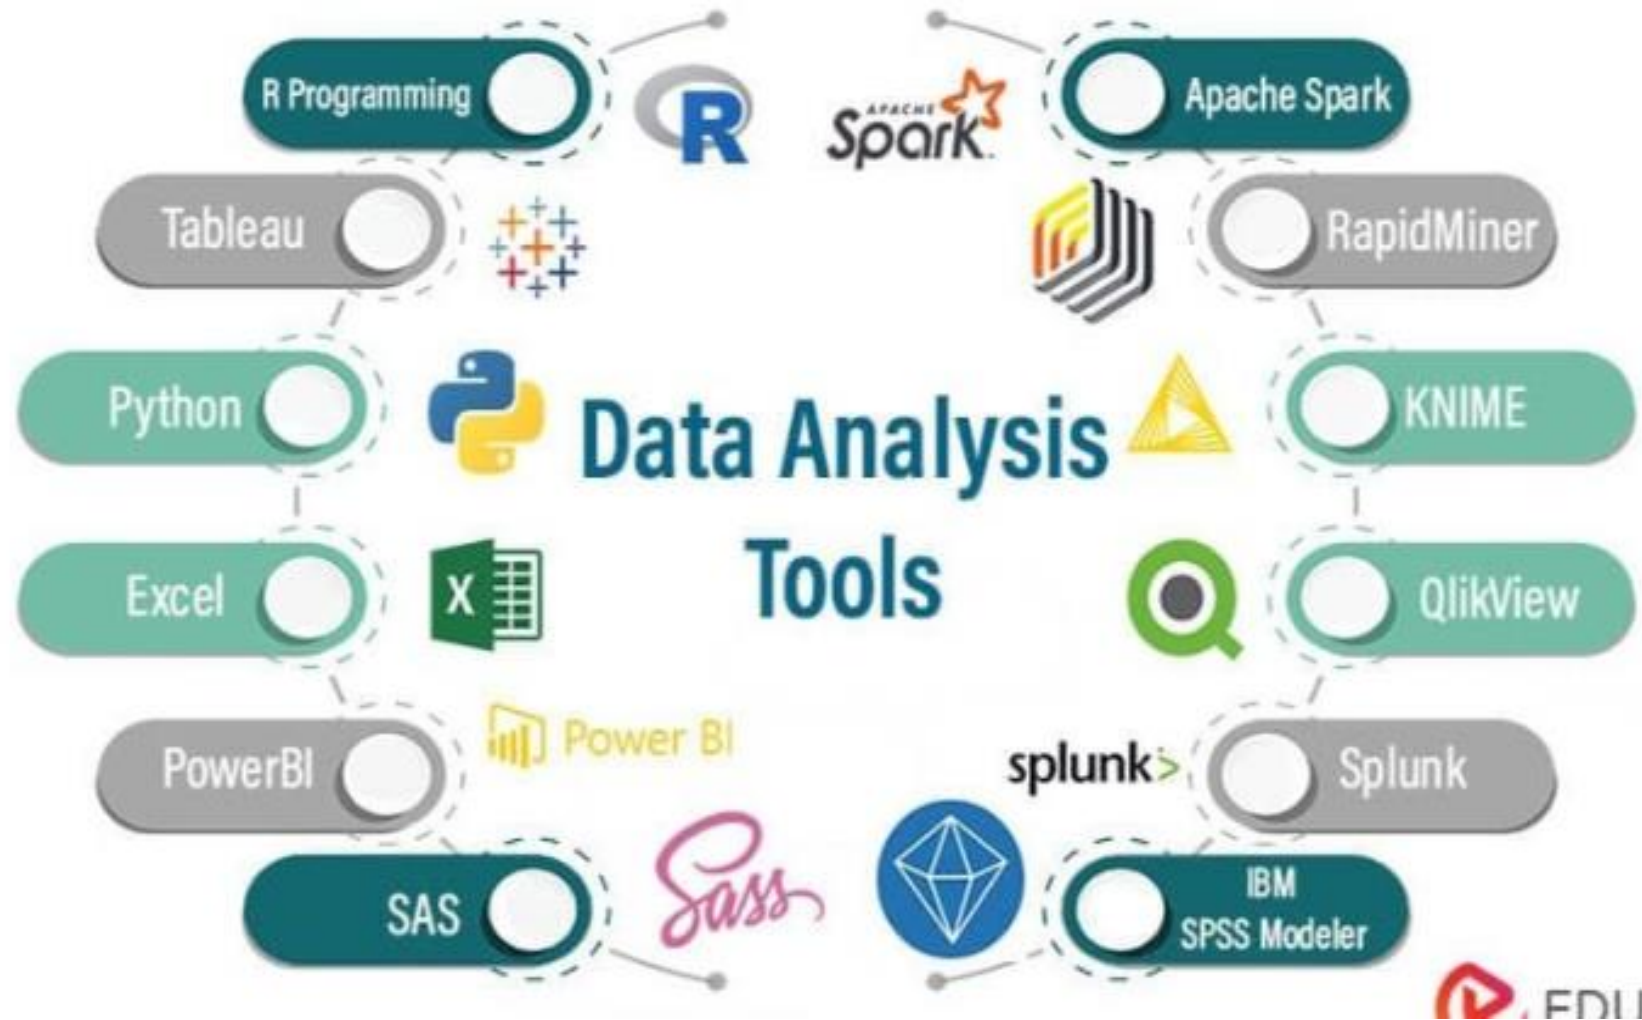 R Programming
R
APACHE
Spark
Apache Spark
Tableau
RapidMiner
Python
Data Analysis
KNIME
Excel
X
Tools
QlikView
PowerBI
Power BI
splunk>
Splunk
SAS
Sass
IBM
SPSS Modeler
EDU